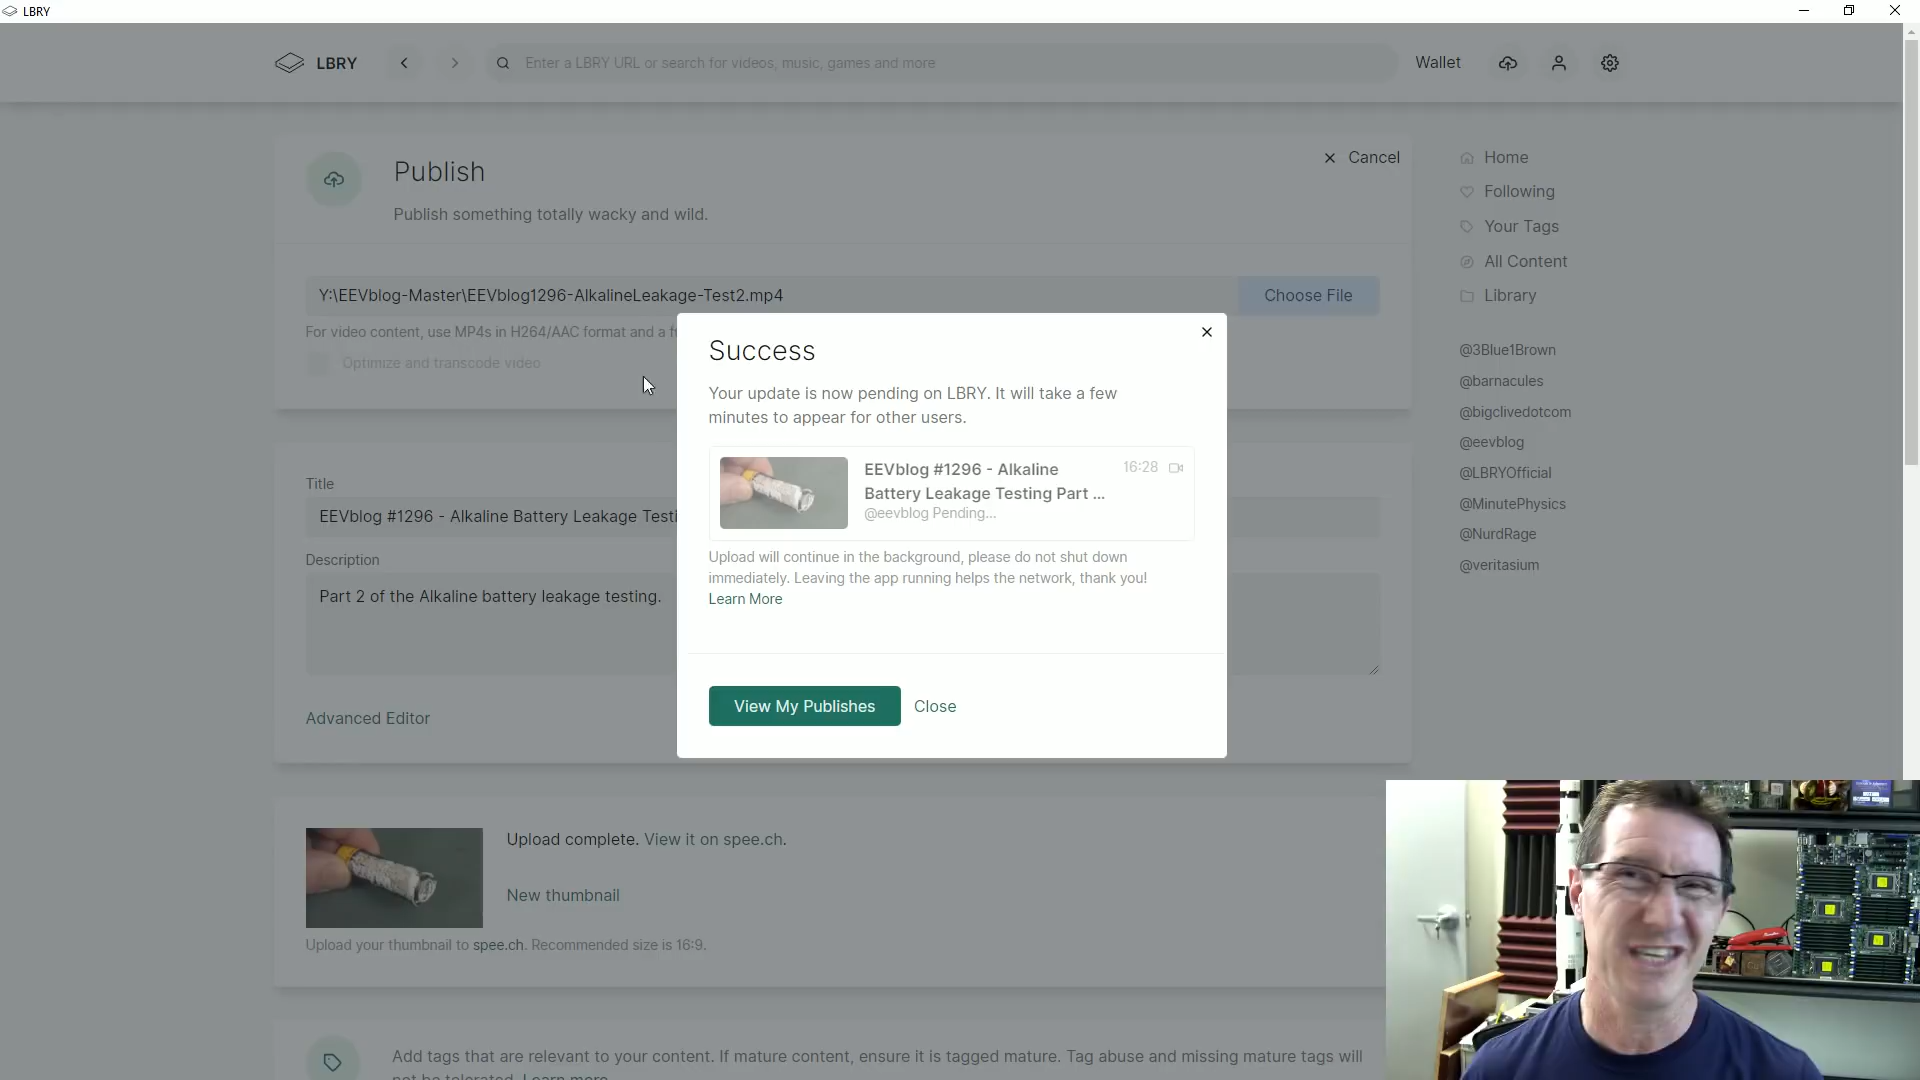 LBRY
LBRY
Enter a LBRY URL or search for videos, music, games and more
Wallet
Publish
Cancel
Publish something totally wacky and wild.
Y:\EEVblog-Master\EEVblog1296-AlkalineLeakage-Test2.mp4
Choose File
For video content, use MP4s in H264/AAC format and a
Optimize and transcode video
Title
EEVblog #1296 - Alkaline Battery Leakage Testi
Description
Part 2 of the Alkaline battery leakage testing.
Advanced Editor
Success
Your update is now pending on LBRY. It will take a few
minutes to appear for other users.
EEVblog #1296 - Alkaline
Battery Leakage Testing Part ...
16:28
@eevblog Pending...
Upload will continue in the background, please do not shut down
immediately. Leaving the app running helps the network, thank you!
Learn More
View My Publishes
Close
Home
Following
Your Tags
All Content
Library
@3Blue1Brown
@barnacules
@bigclivedotcom
@eevblog
@LBRYOfficial
@MinutePhysics
@NurdRage
@veritasium
Upload complete. View it on spee.ch.
New thumbnail
Upload your thumbnail to spee.ch. Recommended size is 16:9.
Add tags that are relevant to your content. If mature content, ensure it is tagged mature. Tag abuse and missing mature tags will
not be tolerated. Learn more